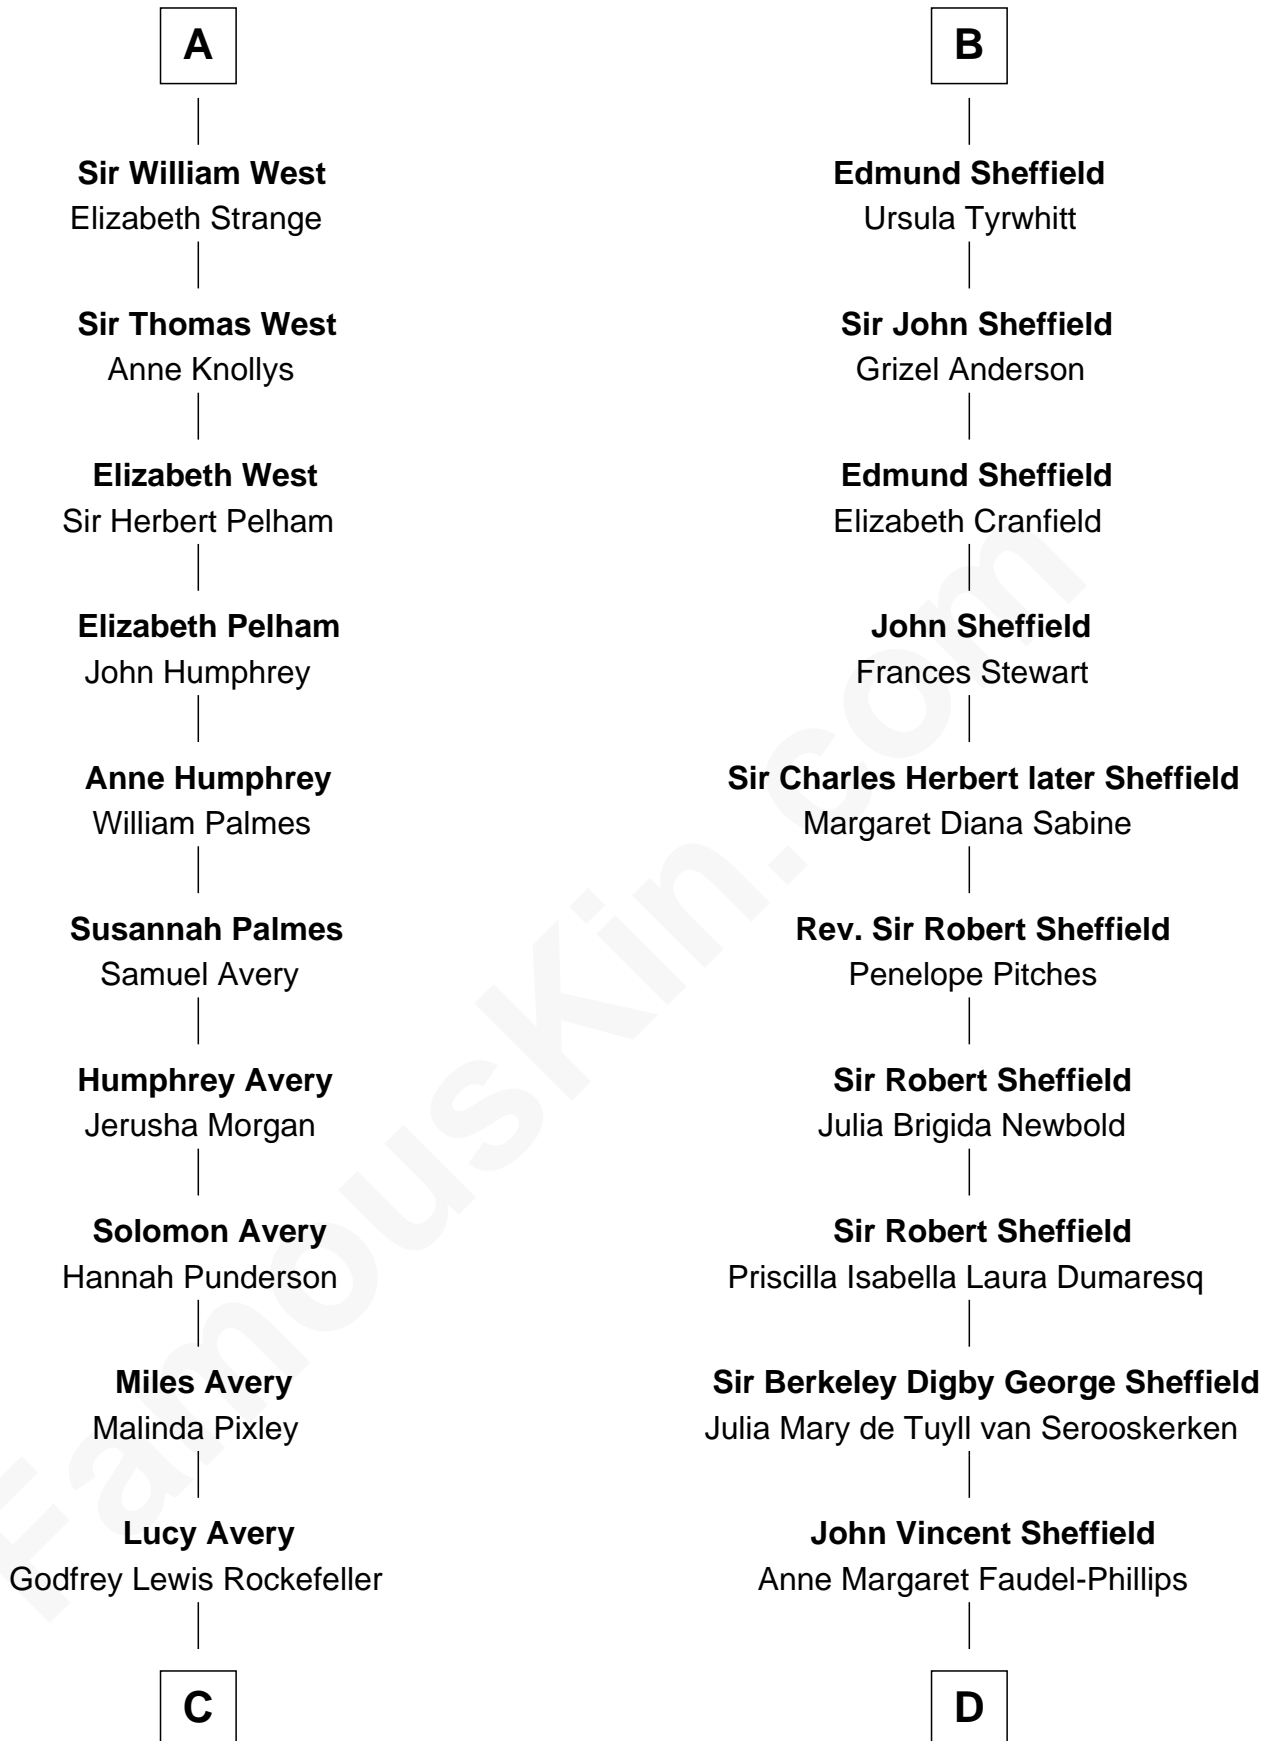 A
Sir William West
Elizabeth Strange
Sir Thomas West
Anne Knollys
Elizabeth West
Sir Herbert Pelham
Elizabeth Pelham
John Humphrey
Anne Humphrey
William Palmes
Susannah Palmes
Samuel Avery
Humphrey Avery
Jerusha Morgan
Solomon Avery
Hannah Punderson
Miles Avery
Malinda Pixley
Lucy Avery
Godfrey Lewis Rockefeller
C
B
Edmund Sheffield
Ursula Tyrwhitt
Sir John Sheffield
Grizel Anderson
Edmund Sheffield
Elizabeth Cranfield
John Sheffield
Frances Stewart
Sir Charles Herbert later Sheffield
Margaret Diana Sabine
Rev. Sir Robert Sheffield
Penelope Pitches
Sir Robert Sheffield
Julia Brigida Newbold
Sir Robert Sheffield
Priscilla Isabella Laura Dumaresq
Sir Berkeley Digby George Sheffield
Julia Mary de Tuyll van Serooskerken
John Vincent Sheffield
Anne Margaret Faudel-Phillips
D
FamousKin.com